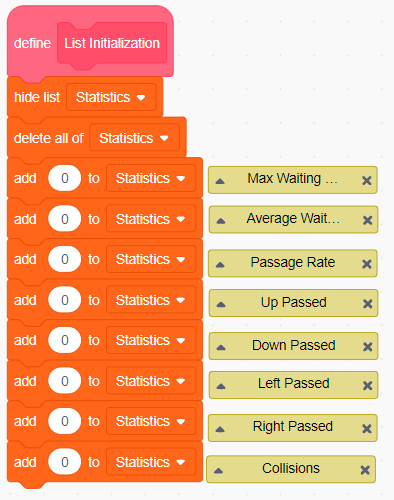 define List Initialization
hide list Statistics
delete all of Statistics
add 0 to Statistics Max Waiting ...
add 0 to Statistics Average Wait...
add 0 to Statistics Passage Rate
add 0 to Statistics Up Passed
add 0 to Statistics Down Passed
add 0 to Statistics Left Passed
add 0 to Statistics Right Passed
add 0 to Statistics Collisions